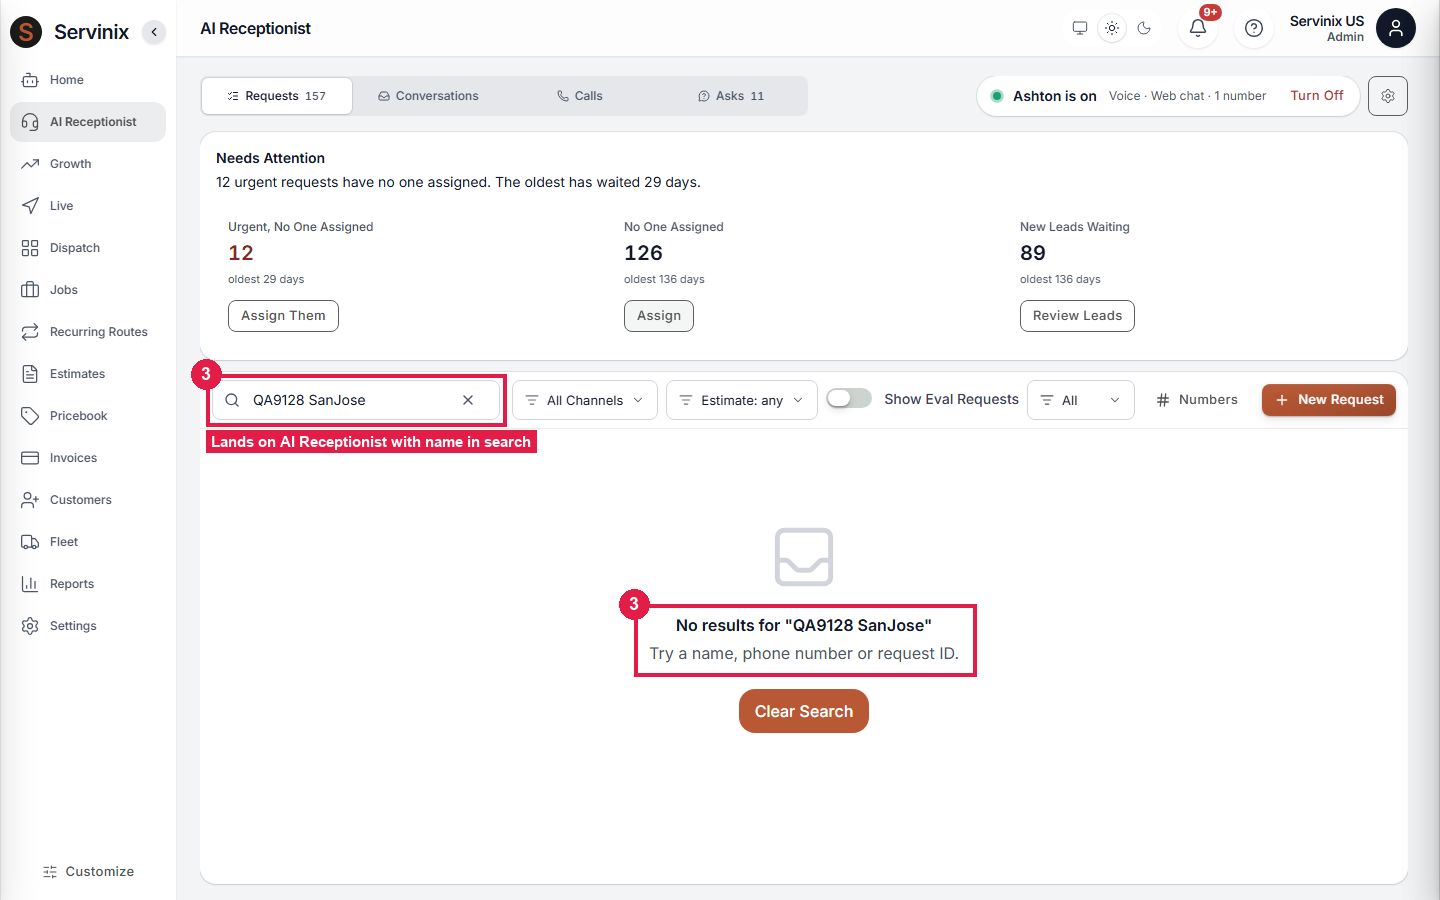 S Servinix
AI Receptionist
9+
Servinix US
Admin
Home
AI Receptionist
Growth
Live
Dispatch
Jobs
Recurring Routes
Estimates
Pricebook
Invoices
Customers
Fleet
Reports
Settings
Customize
Requests 157
Conversations
Calls
Asks 11
Ashton is on Voice · Web chat · 1 number Turn Off
Needs Attention
12 urgent requests have no one assigned. The oldest has waited 29 days.
Urgent, No One Assigned
12
oldest 29 days
Assign Them
No One Assigned
126
oldest 136 days
Assign
New Leads Waiting
89
oldest 136 days
Review Leads
3
QA9128 SanJose
All Channels
Estimate: any
Show Eval Requests
All
Numbers
New Request
Lands on AI Receptionist with name in search
3
No results for "QA9128 SanJose"
Try a name, phone number or request ID.
Clear Search